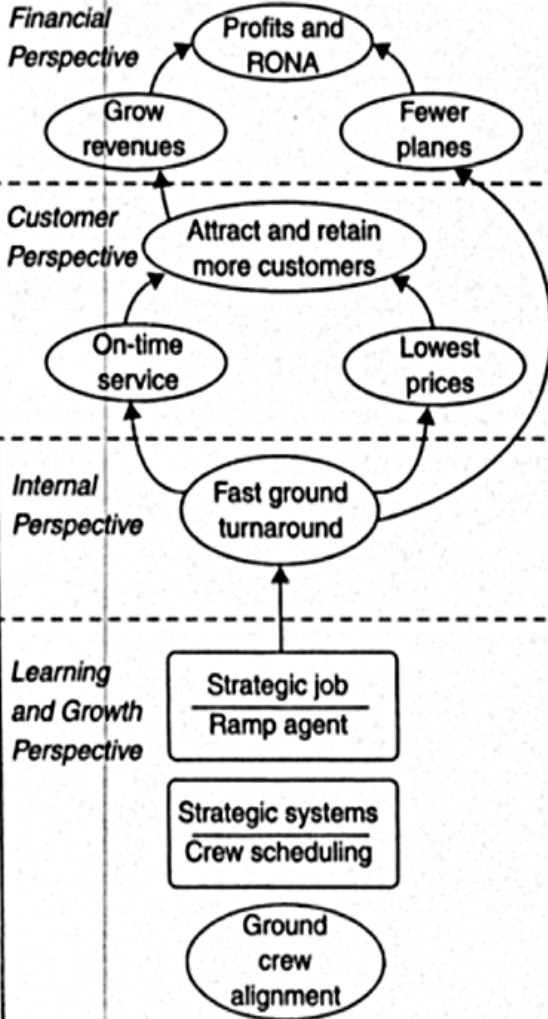 Financial
Perspective
Profits and
RONA
Grow
revenues
Fewer
planes
Customer
Perspective
Attract and retain
more customers
On-time
service
Lowest
prices
Internal
Perspective
Fast ground
turnaround
Learning
and Growth
Perspective
Strategic job
Ramp agent
Strategic systems
Crew scheduling
Ground
crew
alignment